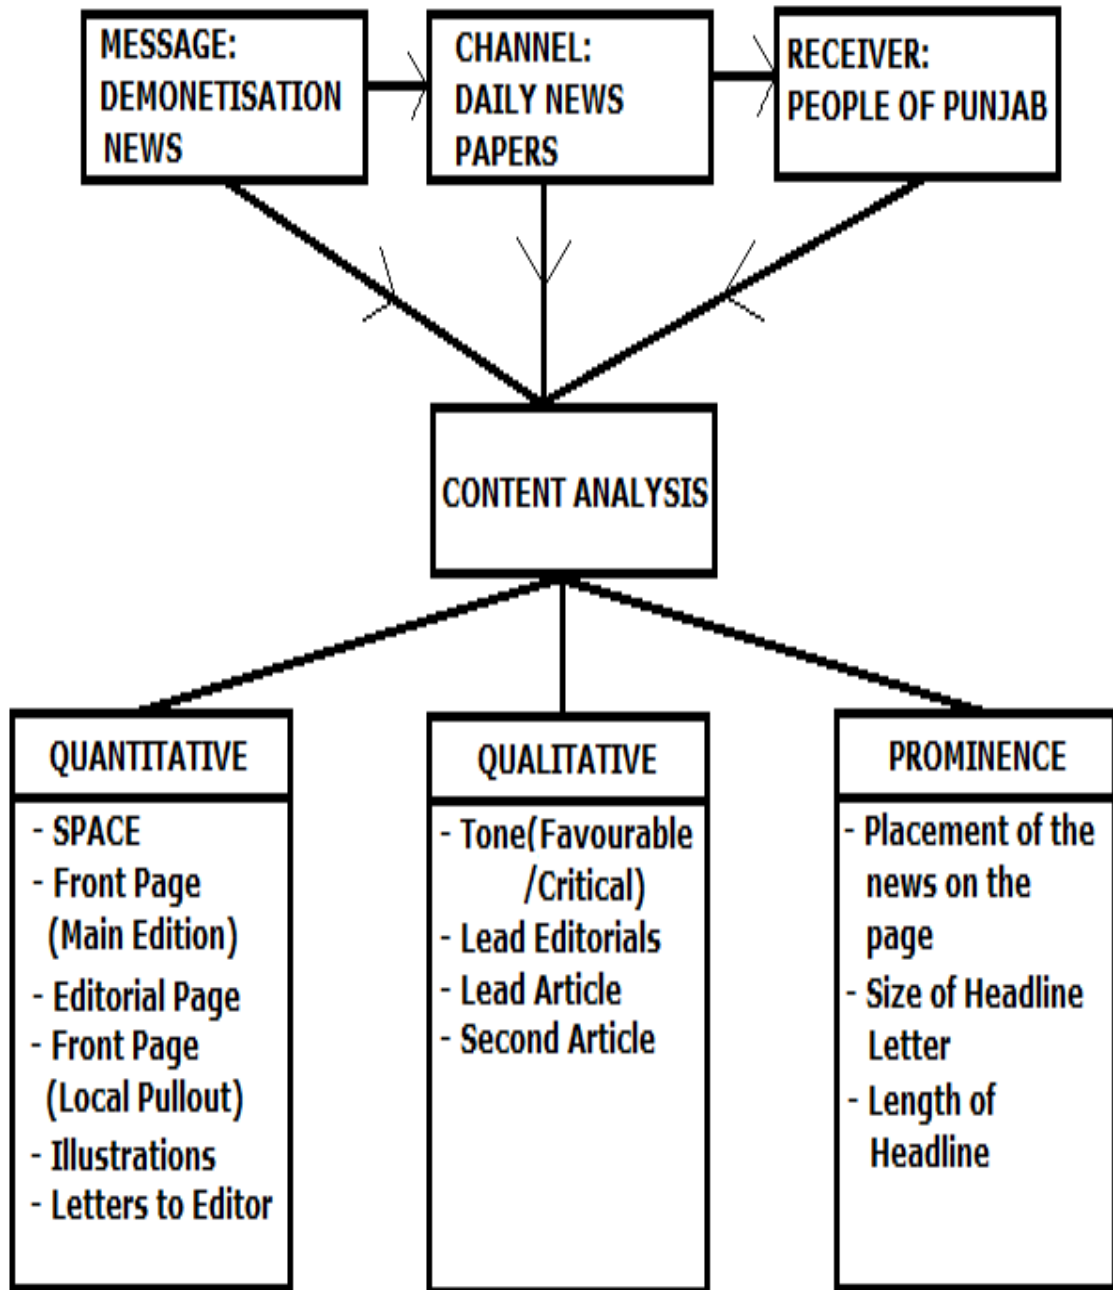 MESSAGE:
DEMONETISATION
NEWS
CHANNEL:
DAILY NEWS
PAPERS
RECEIVER:
PEOPLE OF PUNJAB
CONTENT ANALYSIS
QUANTITATIVE
- SPACE
- Front Page
(Main Edition)
- Editorial Page
- Front Page
(Local Pullout)
- Illustrations
- Letters to Editor
QUALITATIVE
- Tone(Favourable
/Critical)
- Lead Editorials
- Lead Article
- Second Article
PROMINENCE
- Placement of the
news on the
page
- Size of Headline
Letter
- Length of
Headline